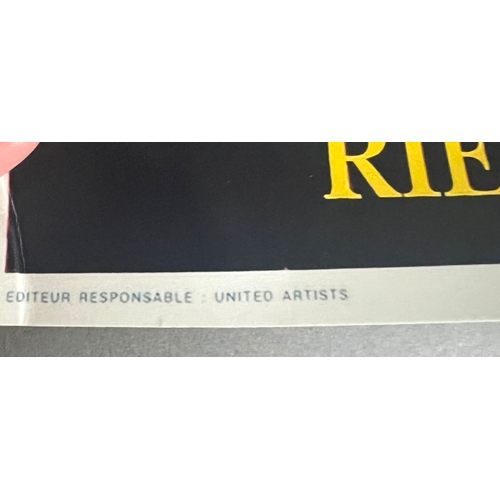 RIE
EDITEUR RESPONSABLE : UNITED ARTISTS